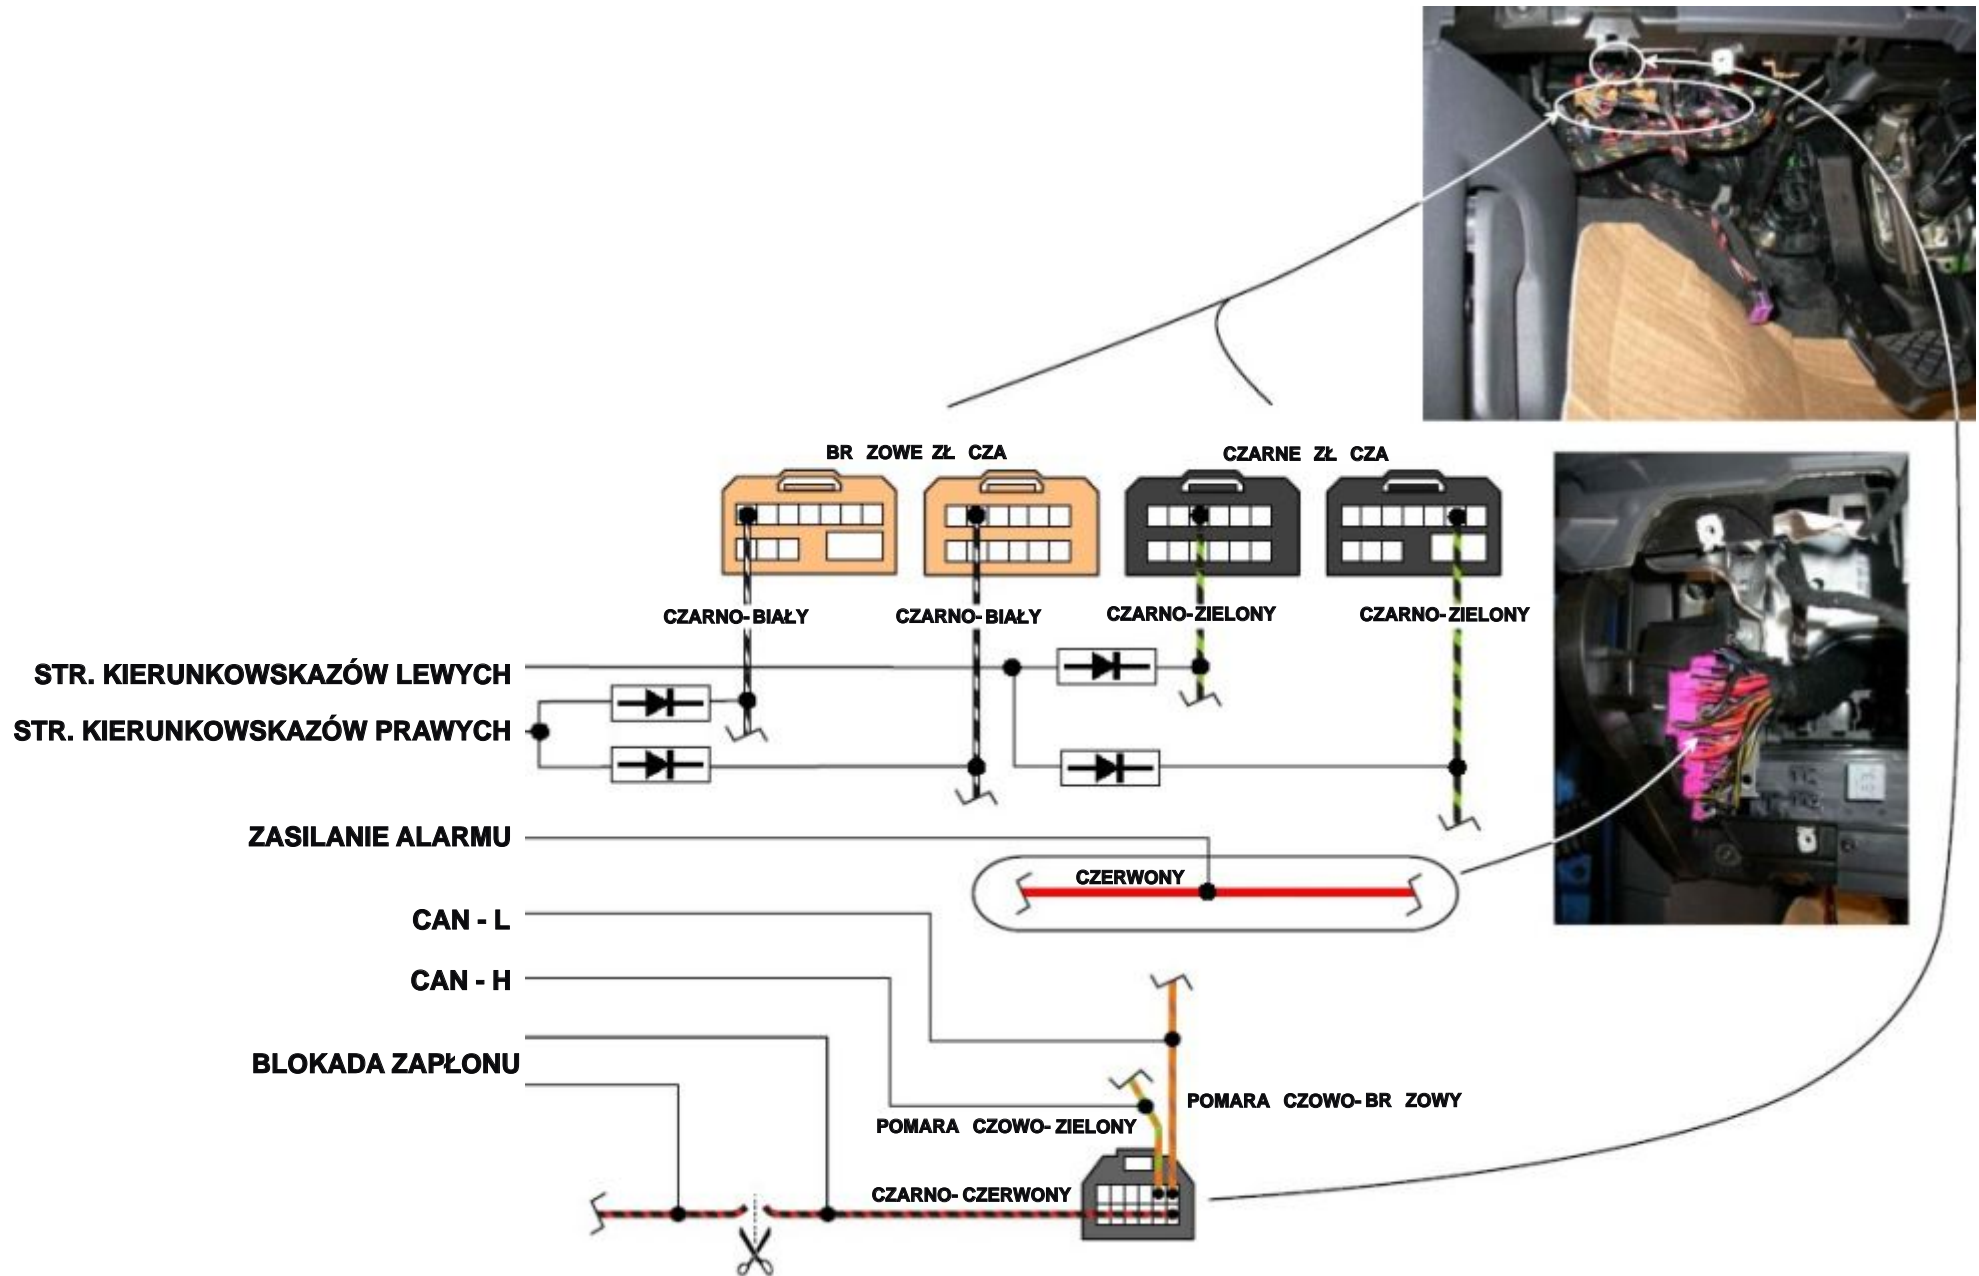 BR ZOWE ZŁ CZA
CZARNE ZŁ CZA
CZARNO-BIAŁY
CZARNO-BIAŁY
CZARNO-ZIELONY
CZARNO-ZIELONY
STR. KIERUNKOWSKAZÓW LEWYCH
STR. KIERUNKOWSKAZÓW PRAWYCH
ZASILANIE ALARMU
CZERWONY
CAN - L
CAN - H
BLOKADA ZAPŁONU
POMARA CZOWO-BR ZOWY
POMARA CZOWO-ZIELONY
CZARNO-CZERWONY